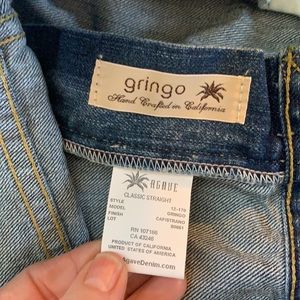 gringo
Hand Crafted in California
AGAVE
CLASSIC STRAIGHT
STYLE 12-170
MODEL GRINGO
FINISH CAPISTRANO
LOT 80661
RN 107166
CA 43246
PRODUCT OF CALIFORNIA
UNITED STATES OF AMERICA
AgaveDenim.com